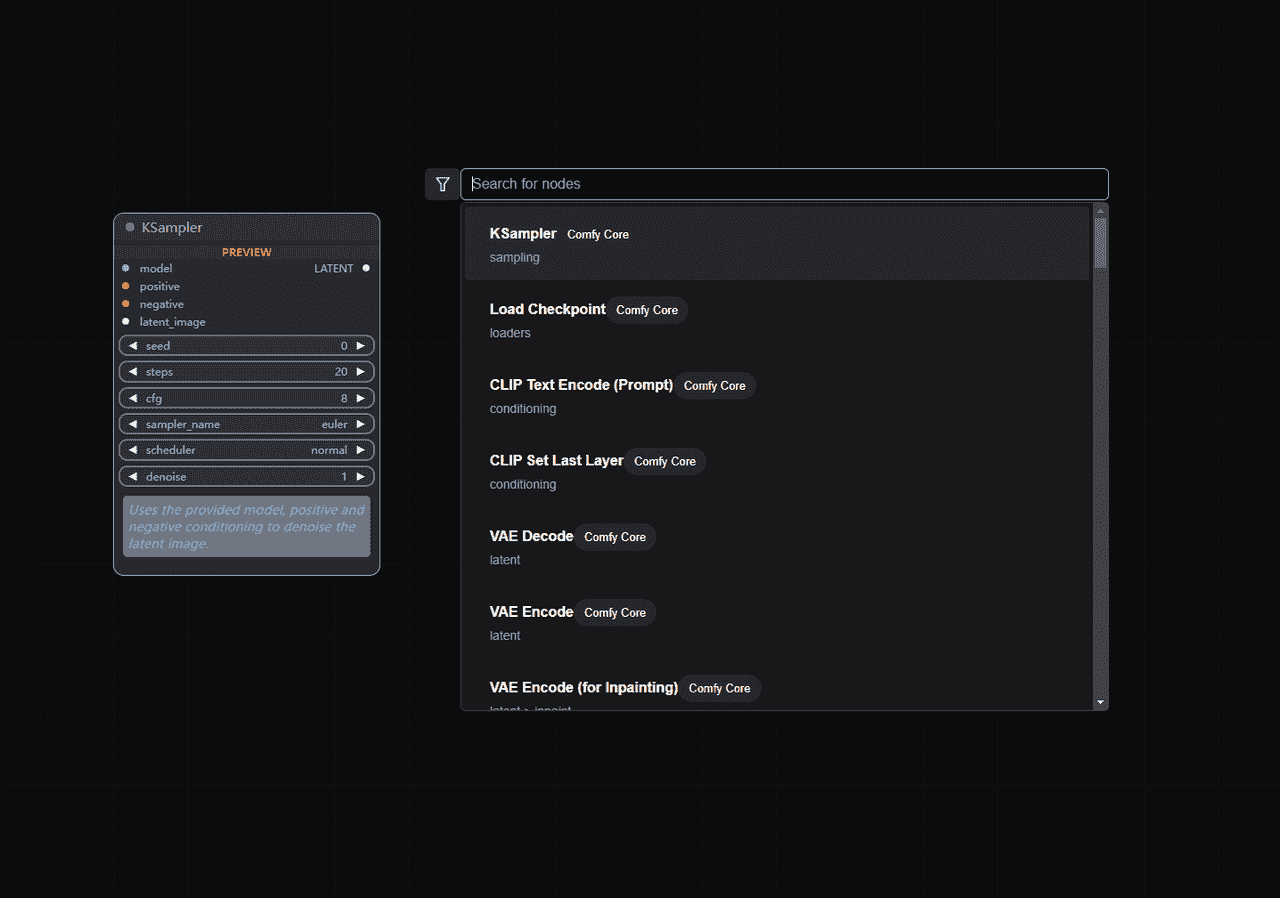 Search for nodes
KSampler
PREVIEW
model LATENT
positive
negative
latent_image
seed 0
steps 20
cfg 8
sampler_name euler
scheduler normal
denoise 1
Uses the provided model, positive and
negative conditioning to denoise the
latent image.
KSampler Comfy Core
sampling
Load Checkpoint Comfy Core
loaders
CLIP Text Encode (Prompt) Comfy Core
conditioning
CLIP Set Last Layer Comfy Core
conditioning
VAE Decode Comfy Core
latent
VAE Encode Comfy Core
latent
VAE Encode (for Inpainting) Comfy Core
latent > inpaint